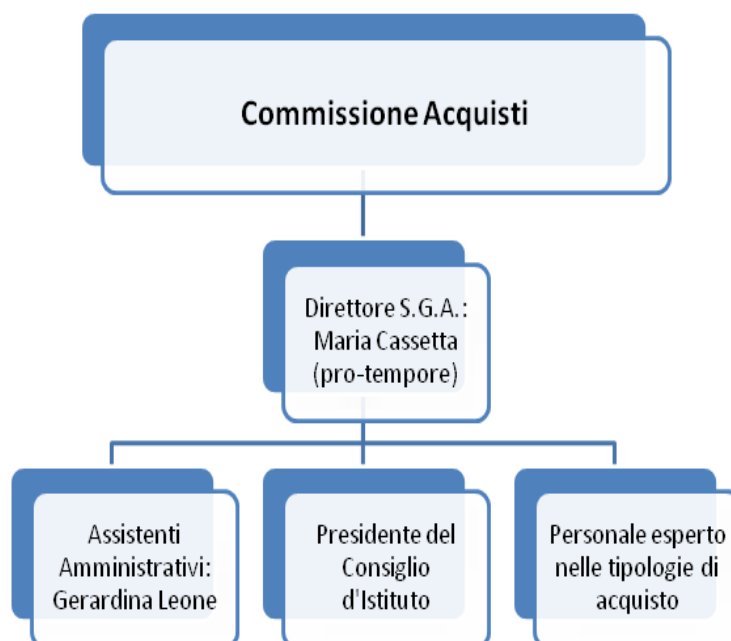 Commissione Acquisti
Direttore S.G.A.:
Maria Cassetta
(pro-tempore)
Assistenti
Amministrativi:
Gerardina Leone
Presidente del
Consiglio
d'Istituto
Personale esperto
nelle tipologie di
acquisto